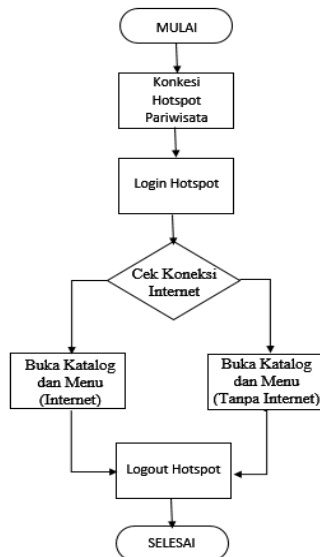 MULAI
Konkesi
Hotspot
Pariwisata
Login Hotspot
Cek Koneksi
Internet
Buka Katalog
dan Menu
(Internet)
Buka Katalog
dan Menu
(Tanpa Internet)
Logout Hotspot
SELESAI